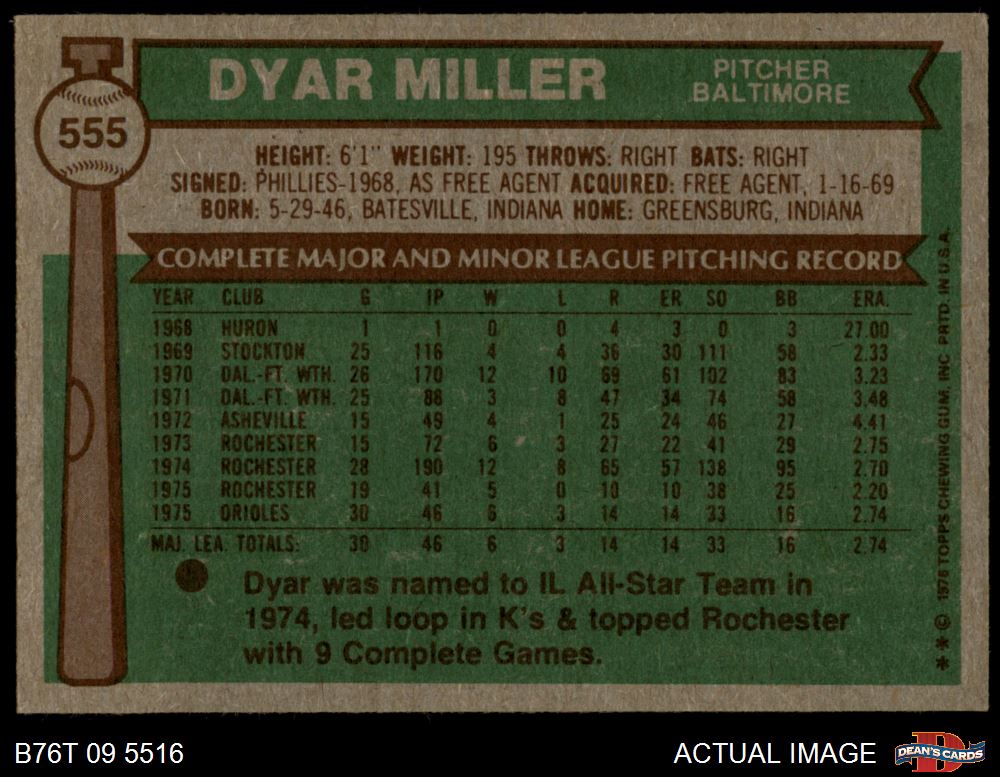 DYAR MILLER
PITCHER
BALTIMORE
555
HEIGHT: 6'1" WEIGHT: 195 THROWS: RIGHT BATS: RIGHT
SIGNED: PHILLIES-1968, AS FREE AGENT ACQUIRED: FREE AGENT, 1-16-69
BORN: 5-29-46, BATESVILLE, INDIANA HOME: GREENSBURG, INDIANA
COMPLETE MAJOR AND MINOR LEAGUE PITCHING RECORD
YEAR CLUB G IP W L R ER SO BB ERA.
1968 HURON 1 1 0 0 4 3 0 3 27.00
1969 STOCKTON 25 116 4 4 36 30 111 58 2.33
1970 DAL.-FT. WTH. 26 170 12 10 69 61 102 83 3.23
1971 DAL.-FT. WTH. 25 88 3 8 47 34 74 58 3.48
1972 ASHEVILLE 15 49 4 1 25 24 46 27 4.41
1973 ROCHESTER 15 72 6 3 27 22 41 29 2.75
1974 ROCHESTER 28 190 12 8 65 57 138 95 2.70
1975 ROCHESTER 19 41 5 0 10 10 38 25 2.20
1975 ORIOLES 30 46 6 3 14 14 33 16 2.74
MAJ. LEA. TOTALS: 30 46 6 3 14 14 33 16 2.74
Dyar was named to IL All-Star Team in
1974, led loop in K's & topped Rochester
with 9 Complete Games.
* * © 1976 TOPPS CHEWING GUM, INC. PRTD. IN U.S.A.
B76T 09 5516
ACTUAL IMAGE
D
DEAN'S CARDS